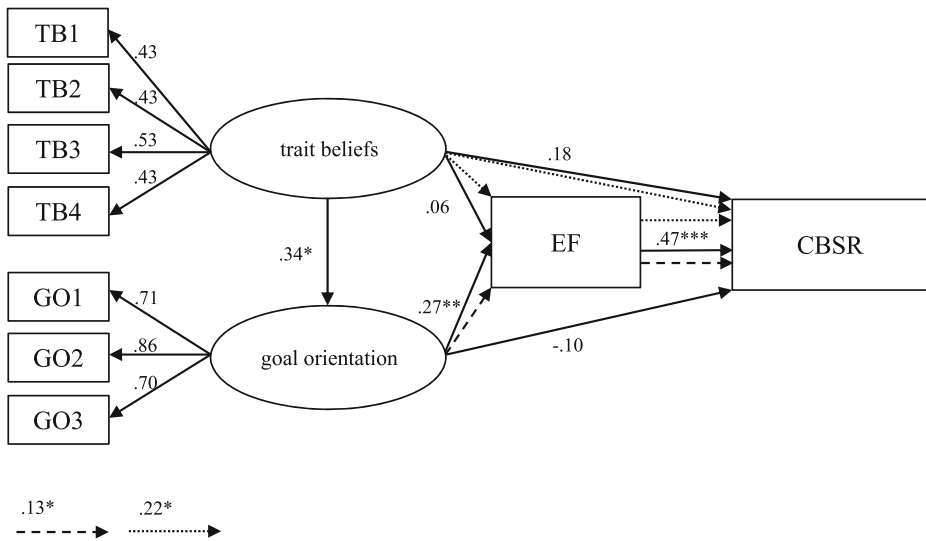 TB1
.43
TB2
.43
TB3
.53
TB4
.43
trait beliefs
.18
.06
EF
.47***
CBSR
.34*
.27**
-.10
GO1
.71
GO2
.86
GO3
.70
goal orientation
.13*
.22*